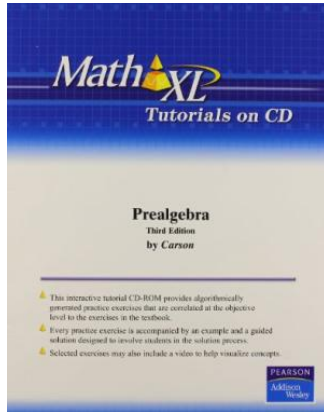 MathXL
Tutorials on CD
Prealgebra
Third Edition
by Carson
This interactive tutorial CD-ROM provides algorithmically
generated practice exercises that are correlated at the objective
level to the exercises in the textbook.
Every practice exercise is accompanied by an example and a guided
solution designed to involve students in the solution process.
Selected exercises may also include a video to help visualize concepts.
PEARSON
Addison
Wesley